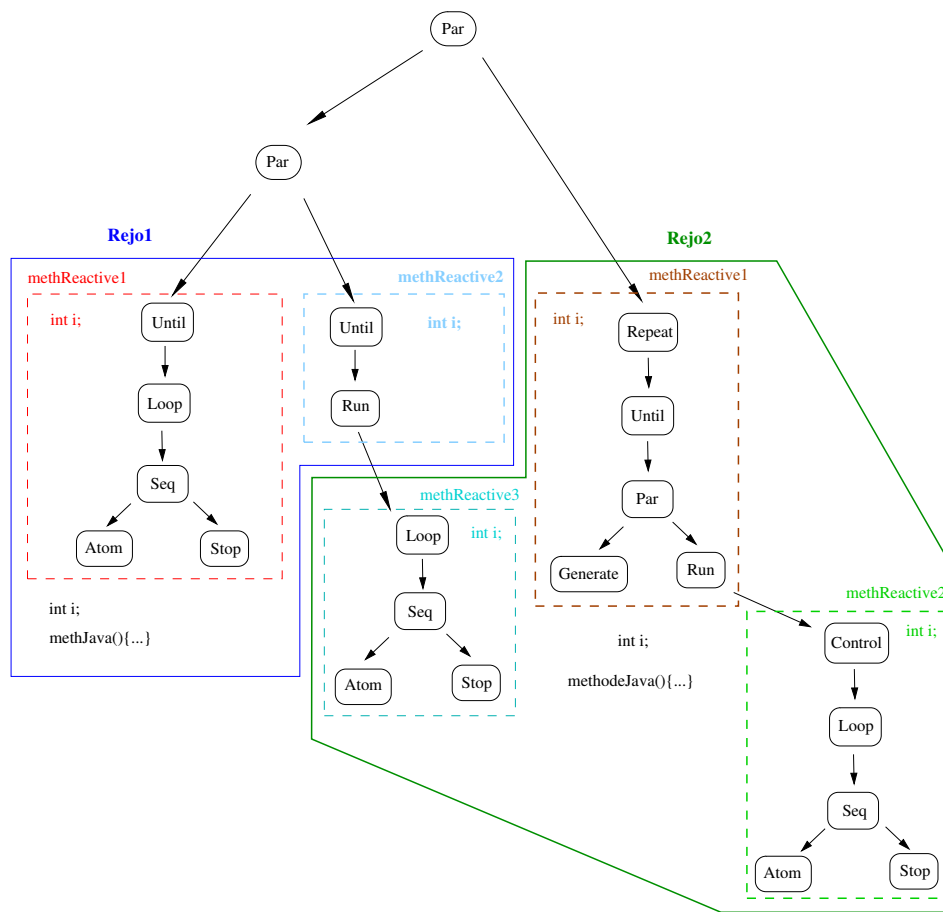 Par
Par
Rejo1
Rejo2
methReactive1
methReactive2
methReactive1
int i;
Until
Until
int i;
int i;
Repeat
Loop
Run
Until
Seq
methReactive3
Par
Atom
Stop
Loop
int i;
Generate
Run
methReactive2
int i;
Seq
int i;
Control
int i;
methJava(){...}
Atom
Stop
methodeJava(){...}
Loop
Seq
Atom
Stop